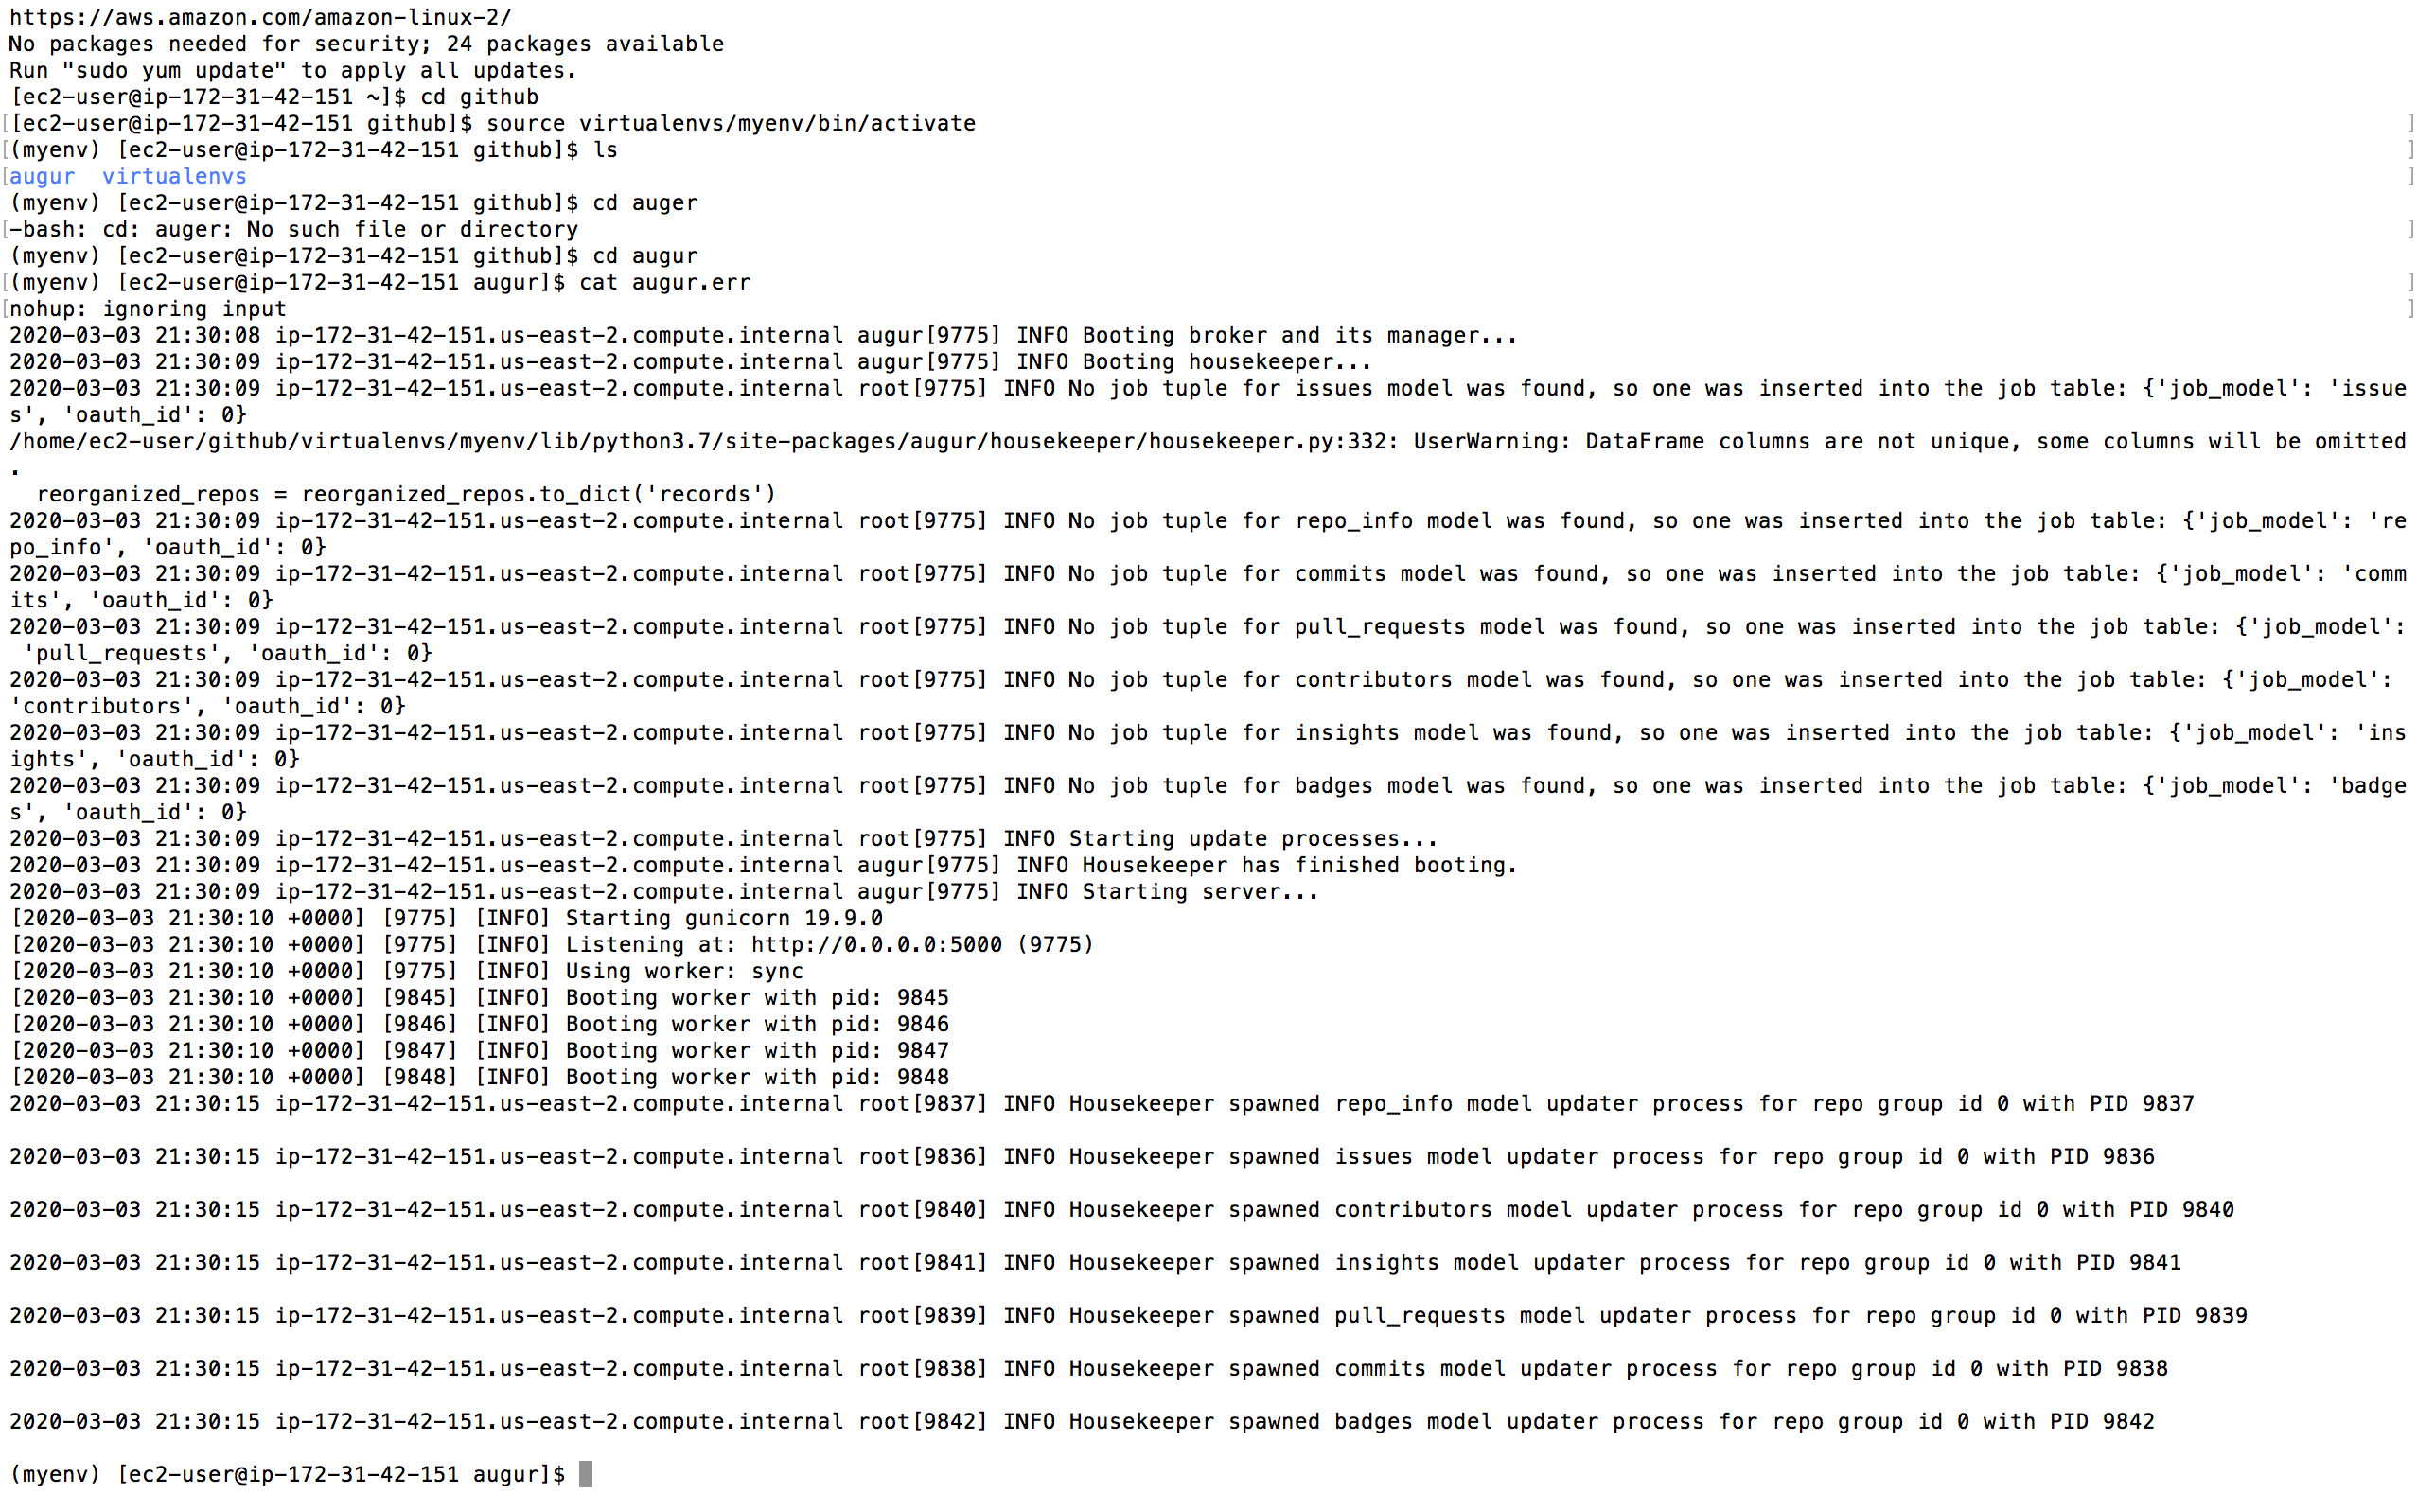 https://aws.amazon.com/amazon-linux-2/
No packages needed for security; 24 packages available
Run "sudo yum update" to apply all updates.
[ec2-user@ip-172-31-42-151 ~]$ cd github
[[ec2-user@ip-172-31-42-151 github]$ source virtualenvs/myenv/bin/activate ]
[(myenv) [ec2-user@ip-172-31-42-151 github]$ ls ]
[augur  virtualenvs ]
(myenv) [ec2-user@ip-172-31-42-151 github]$ cd auger
[-bash: cd: auger: No such file or directory ]
(myenv) [ec2-user@ip-172-31-42-151 github]$ cd augur
[(myenv) [ec2-user@ip-172-31-42-151 augur]$ cat augur.err ]
[nohup: ignoring input ]
2020-03-03 21:30:08 ip-172-31-42-151.us-east-2.compute.internal augur[9775] INFO Booting broker and its manager...
2020-03-03 21:30:09 ip-172-31-42-151.us-east-2.compute.internal augur[9775] INFO Booting housekeeper...
2020-03-03 21:30:09 ip-172-31-42-151.us-east-2.compute.internal root[9775] INFO No job tuple for issues model was found, so one was inserted into the job table: {'job_model': 'issue
s', 'oauth_id': 0}
/home/ec2-user/github/virtualenvs/myenv/lib/python3.7/site-packages/augur/housekeeper/housekeeper.py:332: UserWarning: DataFrame columns are not unique, some columns will be omitted
.
  reorganized_repos = reorganized_repos.to_dict('records')
2020-03-03 21:30:09 ip-172-31-42-151.us-east-2.compute.internal root[9775] INFO No job tuple for repo_info model was found, so one was inserted into the job table: {'job_model': 're
po_info', 'oauth_id': 0}
2020-03-03 21:30:09 ip-172-31-42-151.us-east-2.compute.internal root[9775] INFO No job tuple for commits model was found, so one was inserted into the job table: {'job_model': 'comm
its', 'oauth_id': 0}
2020-03-03 21:30:09 ip-172-31-42-151.us-east-2.compute.internal root[9775] INFO No job tuple for pull_requests model was found, so one was inserted into the job table: {'job_model':
 'pull_requests', 'oauth_id': 0}
2020-03-03 21:30:09 ip-172-31-42-151.us-east-2.compute.internal root[9775] INFO No job tuple for contributors model was found, so one was inserted into the job table: {'job_model':
'contributors', 'oauth_id': 0}
2020-03-03 21:30:09 ip-172-31-42-151.us-east-2.compute.internal root[9775] INFO No job tuple for insights model was found, so one was inserted into the job table: {'job_model': 'ins
ights', 'oauth_id': 0}
2020-03-03 21:30:09 ip-172-31-42-151.us-east-2.compute.internal root[9775] INFO No job tuple for badges model was found, so one was inserted into the job table: {'job_model': 'badge
s', 'oauth_id': 0}
2020-03-03 21:30:09 ip-172-31-42-151.us-east-2.compute.internal root[9775] INFO Starting update processes...
2020-03-03 21:30:09 ip-172-31-42-151.us-east-2.compute.internal augur[9775] INFO Housekeeper has finished booting.
2020-03-03 21:30:09 ip-172-31-42-151.us-east-2.compute.internal augur[9775] INFO Starting server...
[2020-03-03 21:30:10 +0000] [9775] [INFO] Starting gunicorn 19.9.0
[2020-03-03 21:30:10 +0000] [9775] [INFO] Listening at: http://0.0.0.0:5000 (9775)
[2020-03-03 21:30:10 +0000] [9775] [INFO] Using worker: sync
[2020-03-03 21:30:10 +0000] [9845] [INFO] Booting worker with pid: 9845
[2020-03-03 21:30:10 +0000] [9846] [INFO] Booting worker with pid: 9846
[2020-03-03 21:30:10 +0000] [9847] [INFO] Booting worker with pid: 9847
[2020-03-03 21:30:10 +0000] [9848] [INFO] Booting worker with pid: 9848
2020-03-03 21:30:15 ip-172-31-42-151.us-east-2.compute.internal root[9837] INFO Housekeeper spawned repo_info model updater process for repo group id 0 with PID 9837
2020-03-03 21:30:15 ip-172-31-42-151.us-east-2.compute.internal root[9836] INFO Housekeeper spawned issues model updater process for repo group id 0 with PID 9836
2020-03-03 21:30:15 ip-172-31-42-151.us-east-2.compute.internal root[9840] INFO Housekeeper spawned contributors model updater process for repo group id 0 with PID 9840
2020-03-03 21:30:15 ip-172-31-42-151.us-east-2.compute.internal root[9841] INFO Housekeeper spawned insights model updater process for repo group id 0 with PID 9841
2020-03-03 21:30:15 ip-172-31-42-151.us-east-2.compute.internal root[9839] INFO Housekeeper spawned pull_requests model updater process for repo group id 0 with PID 9839
2020-03-03 21:30:15 ip-172-31-42-151.us-east-2.compute.internal root[9838] INFO Housekeeper spawned commits model updater process for repo group id 0 with PID 9838
2020-03-03 21:30:15 ip-172-31-42-151.us-east-2.compute.internal root[9842] INFO Housekeeper spawned badges model updater process for repo group id 0 with PID 9842
(myenv) [ec2-user@ip-172-31-42-151 augur]$